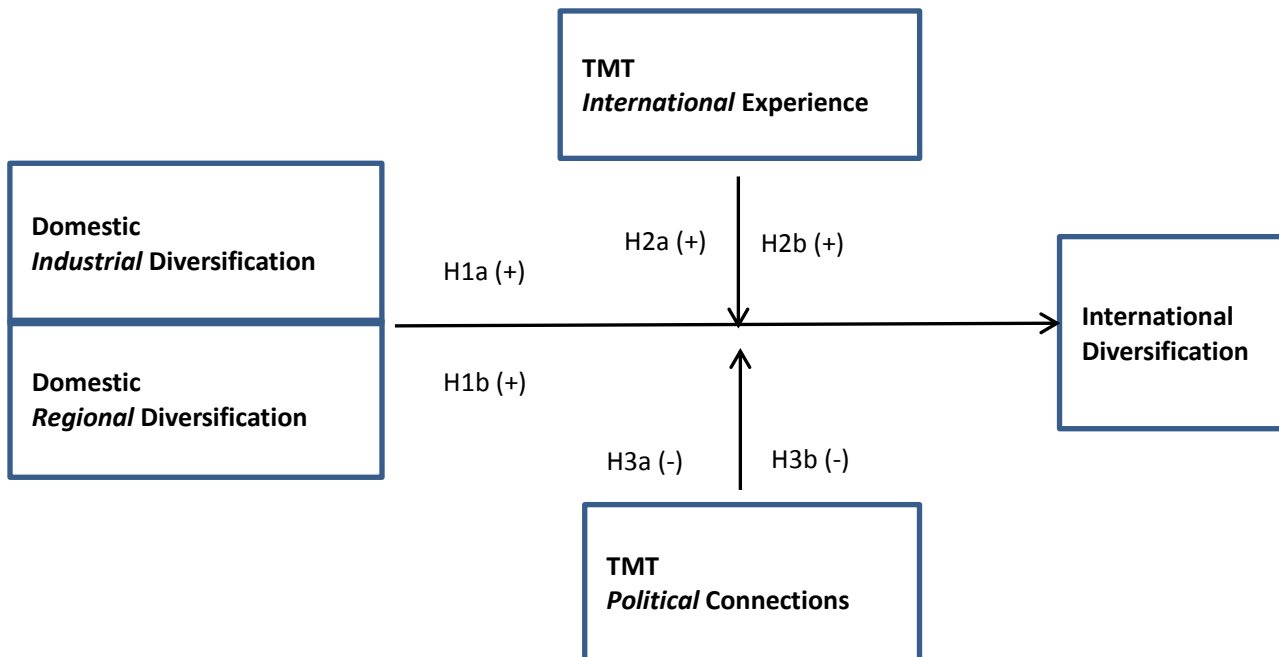 TMT
International Experience
Domestic
Industrial Diversification
H2a (+)
H2b (+)
H1a (+)
International
Diversification
Domestic
Regional Diversification
H1b (+)
H3a (-)
H3b (-)
TMT
Political Connections